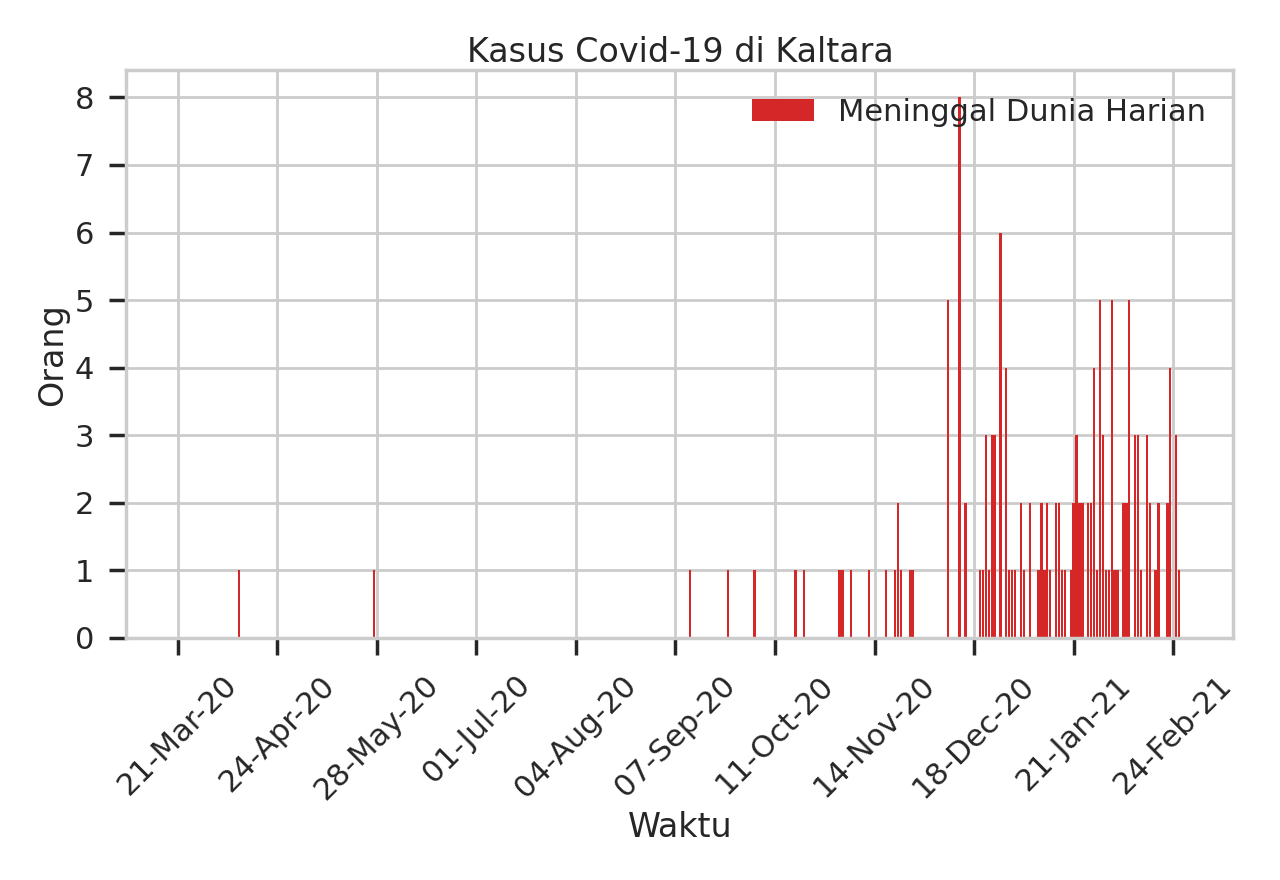 Kasus Covid-19 di Kaltara
Meninggal Dunia Harian
Orang
8
7
6
5
4
3
2
1
0
21-Mar-20
24-Apr-20
28-May-20
01-Jul-20
04-Aug-20
07-Sep-20
11-Oct-20
14-Nov-20
18-Dec-20
21-Jan-21
24-Feb-21
Waktu